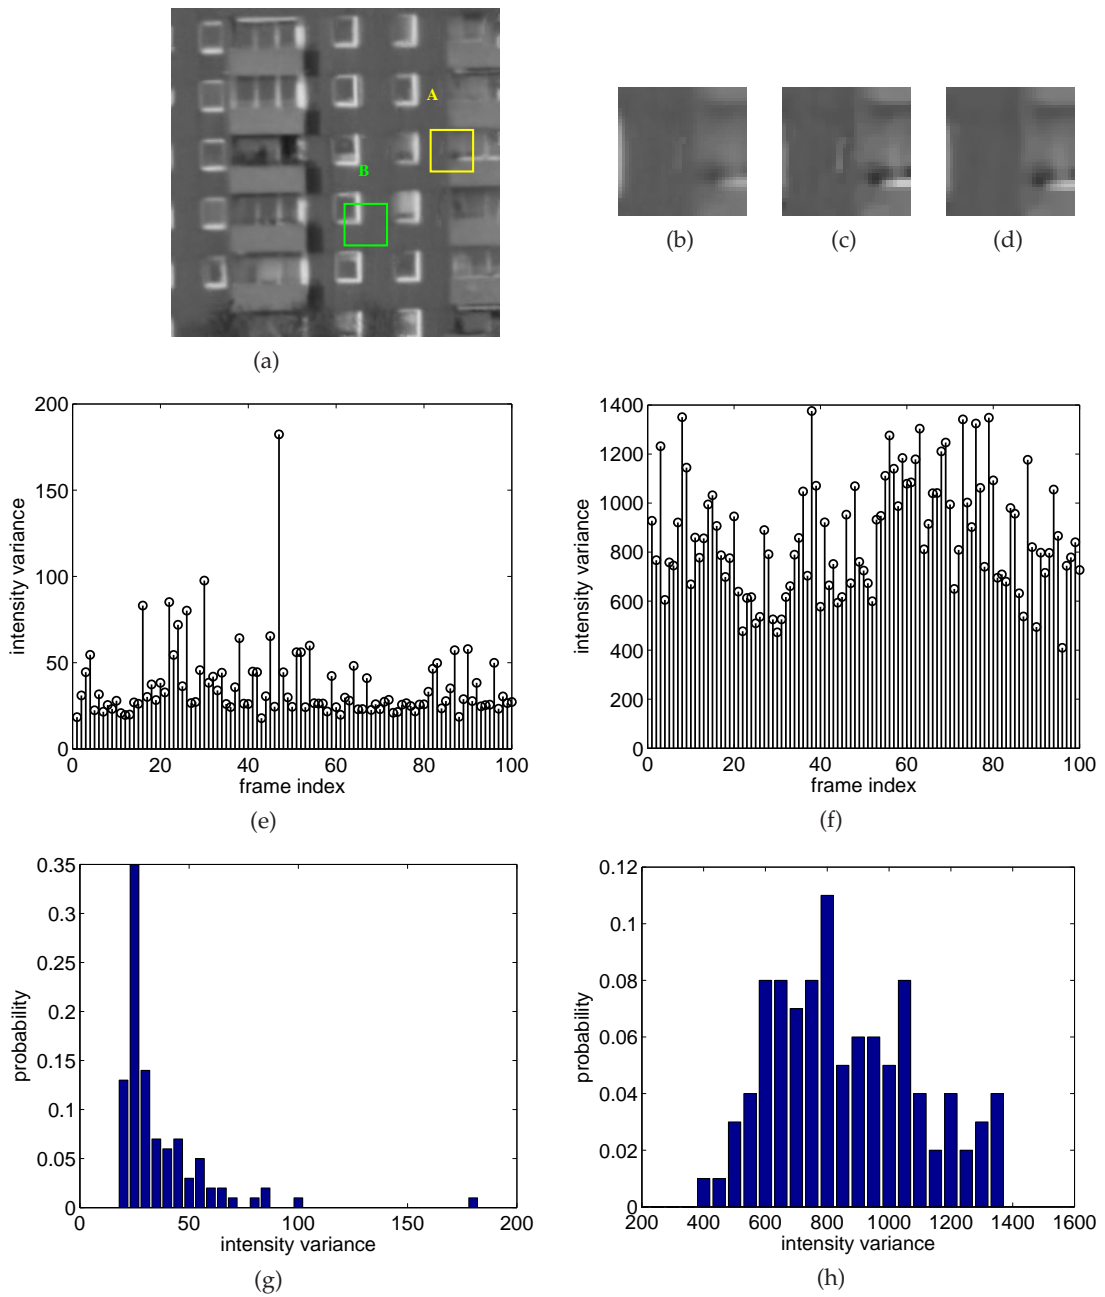 A
B
(a)
(b)
(c)
(d)
200
150
100
50
0
intensity variance
0 20 40 60 80 100
frame index
(e)
1400
1200
1000
800
600
400
200
0
intensity variance
0 20 40 60 80 100
frame index
(f)
0.35
0.3
0.25
0.2
0.15
0.1
0.05
0
probability
0 50 100 150 200
intensity variance
(g)
0.12
0.1
0.08
0.06
0.04
0.02
0
probability
200 400 600 800 1000 1200 1400 1600
intensity variance
(h)